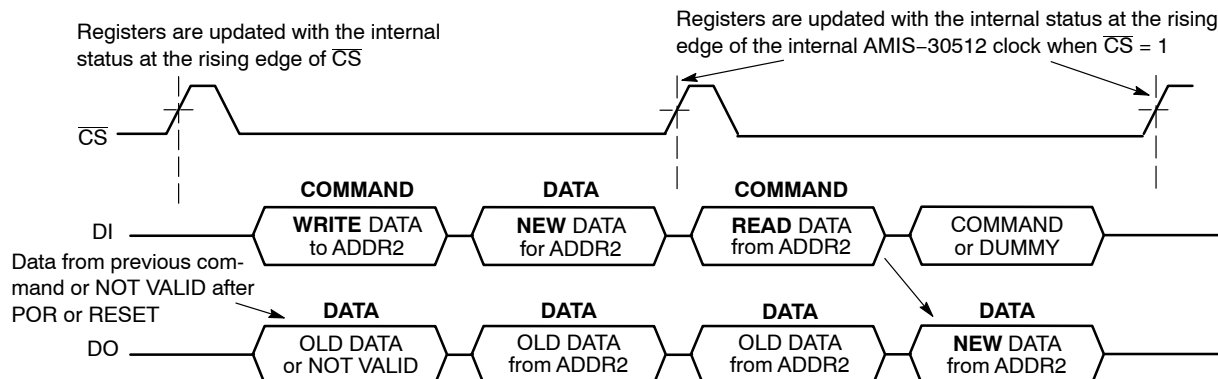 Registers are updated with the internal
status at the rising edge of C̅S̅
Registers are updated with the internal status at the rising
edge of the internal AMIS−30512 clock when C̅S̅ = 1
C̅S̅
COMMAND
DATA
COMMAND
DI
WRITE DATA
to ADDR2
NEW DATA
for ADDR2
READ DATA
from ADDR2
COMMAND
or DUMMY
Data from previous com-
mand or NOT VALID after
POR or RESET
DATA
DATA
DATA
DATA
DO
OLD DATA
or NOT VALID
OLD DATA
from ADDR2
OLD DATA
from ADDR2
NEW DATA
from ADDR2